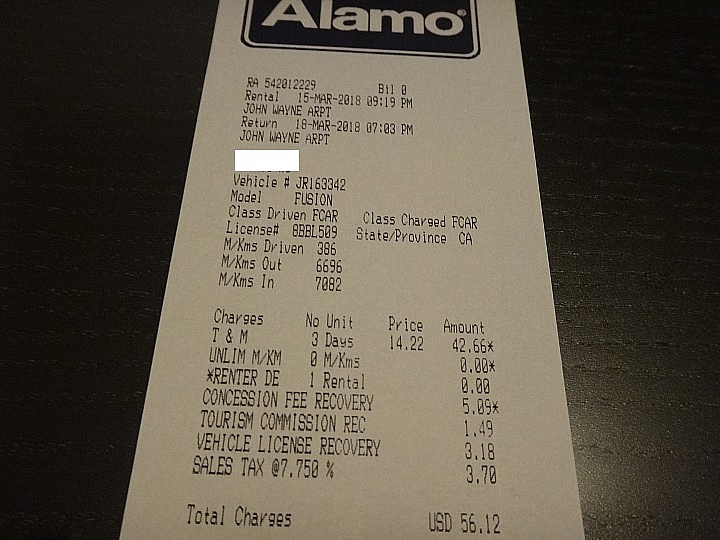 Alamo®
RA 542012229 Bil 0
Rental 15-MAR-2018 09:19 PM
JOHN WAYNE ARPT
Return 18-MAR-2018 07:03 PM
JOHN WAYNE ARPT
Vehicle # JR163342
Model FUSION
Class Driven FCAR Class Charged FCAR
License# 8BBL509 State/Province CA
M/Kms Driven 386
M/Kms Out 6696
M/Kms In 7082
Charges No Unit Price Amount
T & M 3 Days 14.22 42.66*
UNLIM M/KM 0 M/Kms 0.00*
*RENTER DE 1 Rental 0.00
CONCESSION FEE RECOVERY 5.09*
TOURISM COMMISSION REC 1.49
VEHICLE LICENSE RECOVERY 3.18
SALES TAX @7.750 % 3.70
Total Charges USD 56.12